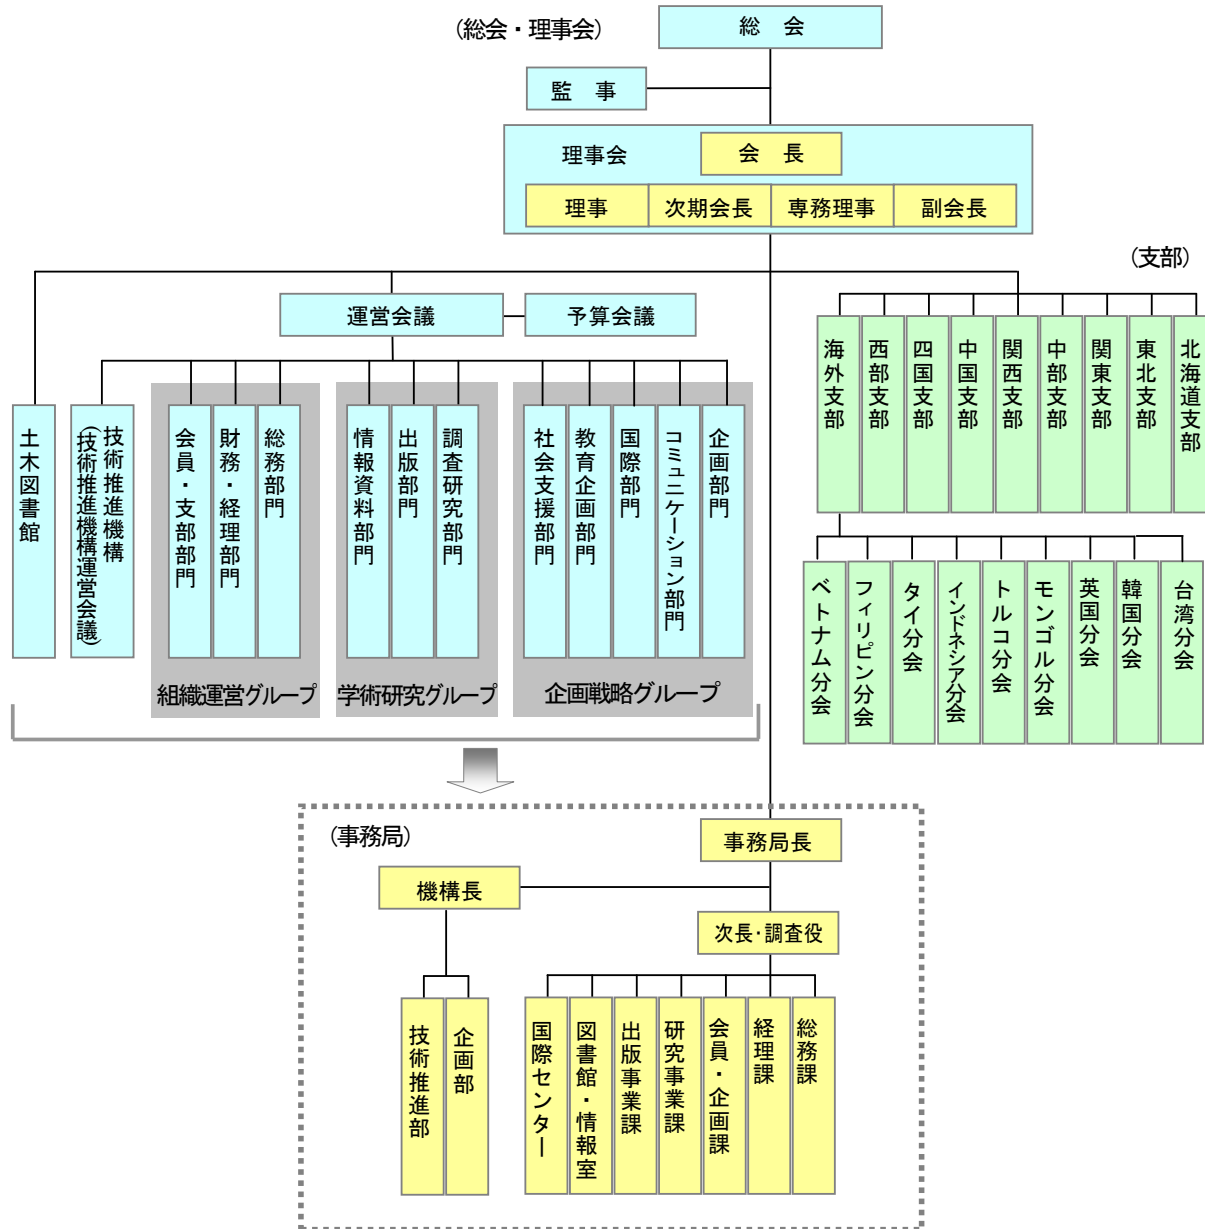 (総会・理事会)
総 会
監 事
理事会
会 長
理事
次期会長
専務理事
副会長
(支部)
運営会議
予算会議
土木図書館
技術推進機構
(技術推進機構運営会議)
会員・支部部門
財務・経理部門
総務部門
情報資料部門
出版部門
調査研究部門
社会支援部門
教育企画部門
国際部門
コミュニケーション部門
企画部門
組織運営グループ
学術研究グループ
企画戦略グループ
海外支部
西部支部
四国支部
中国支部
関西支部
中部支部
関東支部
東北支部
北海道支部
ベトナム分会
フィリピン分会
タイ分会
インドネシア分会
トルコ分会
モンゴル分会
英国分会
韓国分会
台湾分会
(事務局)
事務局長
機構長
次長・調査役
技術推進部
企画部
国際センター
図書館・情報室
出版事業課
研究事業課
会員・企画課
経理課
総務課